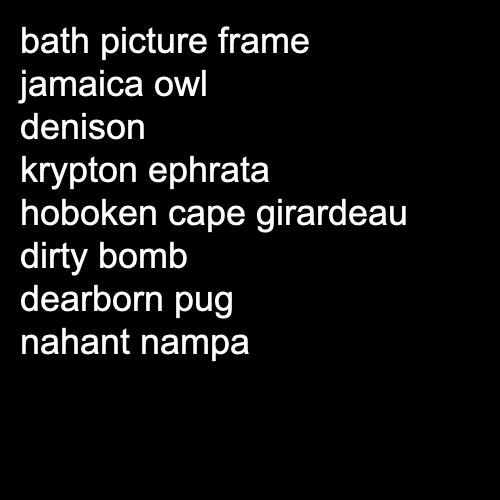 bath picture frame
jamaica owl
denison
krypton ephrata
hoboken cape girardeau
dirty bomb
dearborn pug
nahant nampa